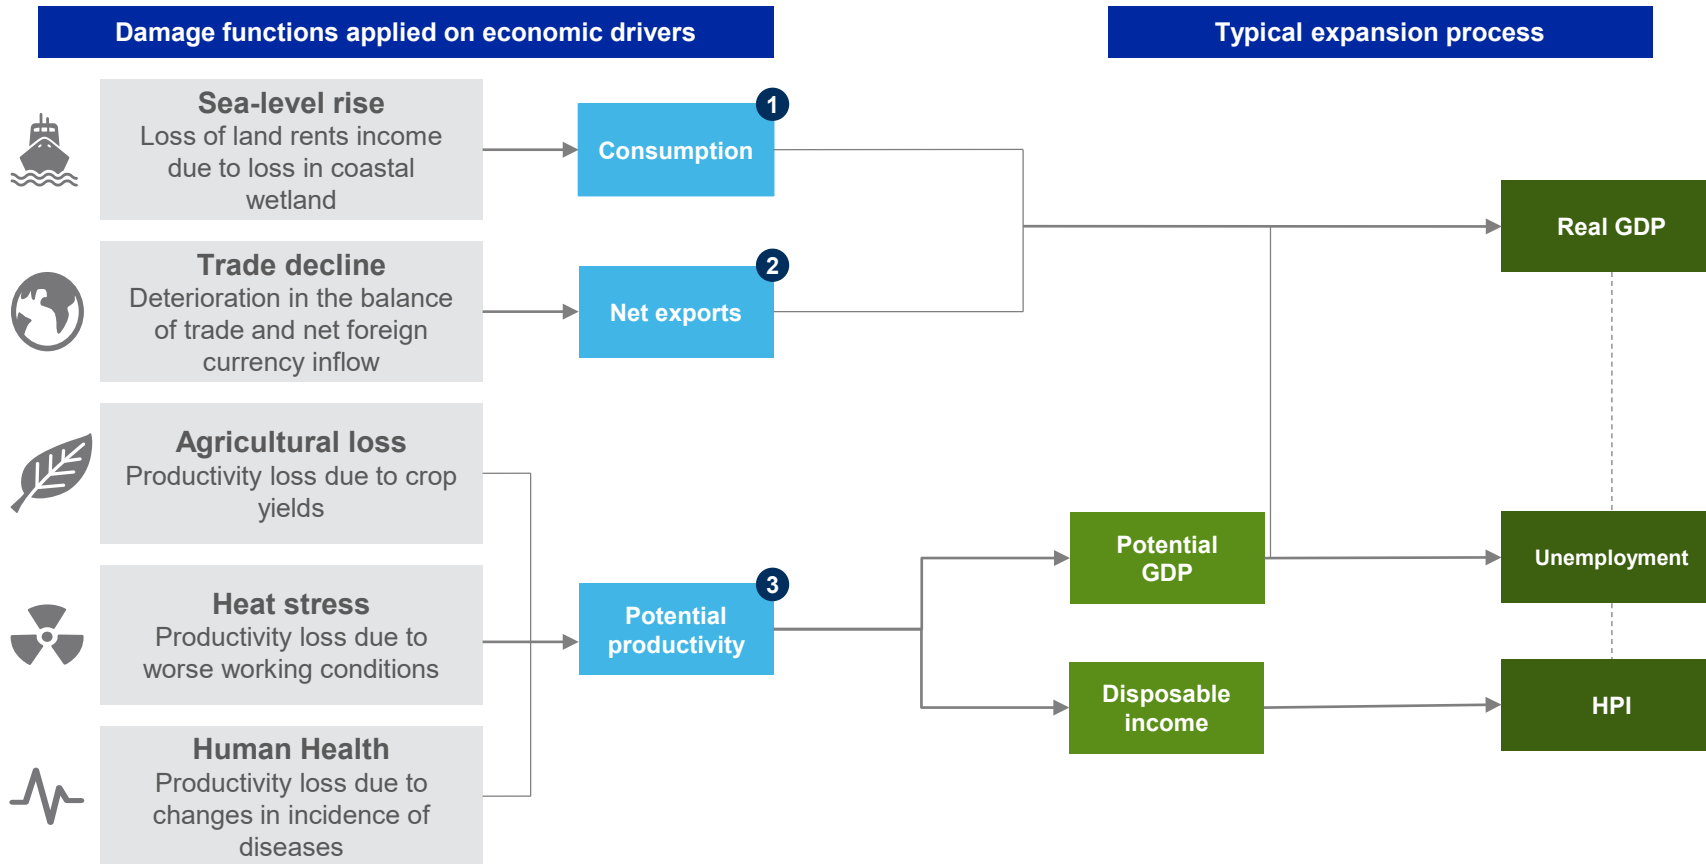 Damage functions applied on economic drivers
Typical expansion process
Sea-level rise
Loss of land rents income
due to loss in coastal
wetland
1
Consumption
Real GDP
Trade decline
Deterioration in the balance
of trade and net foreign
currency inflow
2
Net exports
Agricultural loss
Productivity loss due to crop
yields
Heat stress
Productivity loss due to
worse working conditions
3
Potential
productivity
Potential
GDP
Unemployment
Disposable
income
HPI
Human Health
Productivity loss due to
changes in incidence of
diseases